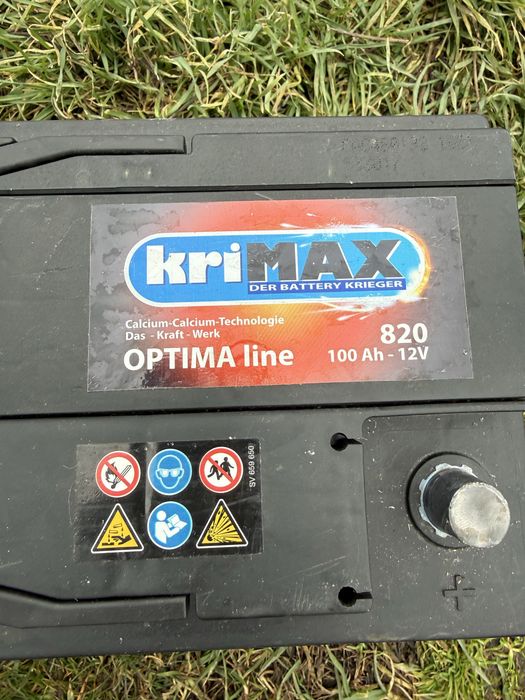 kriMAX
DER BATTERY KRIEGER
Calcium-Calcium-Technologie
Das - Kraft - Werk
OPTIMA line
820
100 Ah - 12V
SV 659 650
+